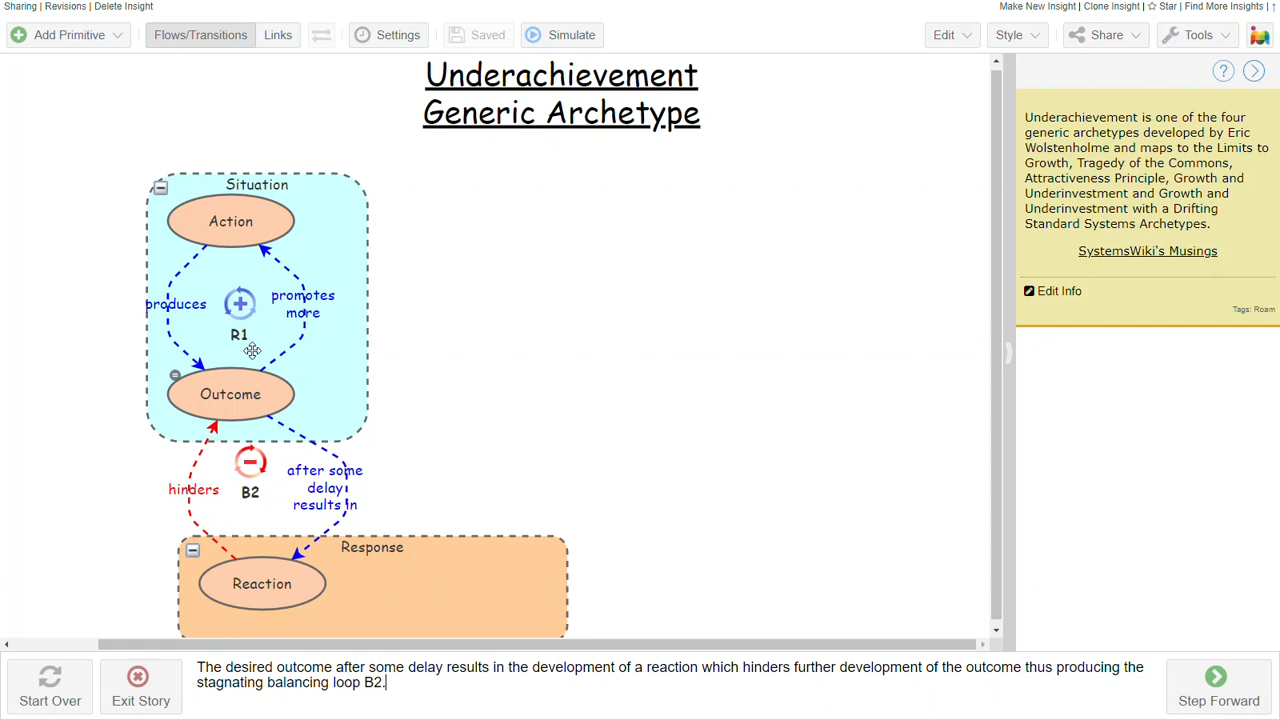 Sharing | Revisions | Delete Insight
Make New Insight | Clone Insight | ☆ Star | Find More Insights | ↑
Add Primitive
Flows/Transitions
Links
Settings
Saved
Simulate
Edit
Style
Share
Tools
Underachievement
Generic Archetype
Situation
Action
produces
promotes
more
R1
Outcome
hinders
B2
after some
delay
results in
Response
Reaction
Underachievement is one of the four
generic archetypes developed by Eric
Wolstenholme and maps to the Limits to
Growth, Tragedy of the Commons,
Attractiveness Principle, Growth and
Underinvestment and Growth and
Underinvestment with a Drifting
Standard Systems Archetypes.
SystemsWiki's Musings
Edit Info
Tags: Roam
Start Over
Exit Story
The desired outcome after some delay results in the development of a reaction which hinders further development of the outcome thus producing the
stagnating balancing loop B2.
Step Forward